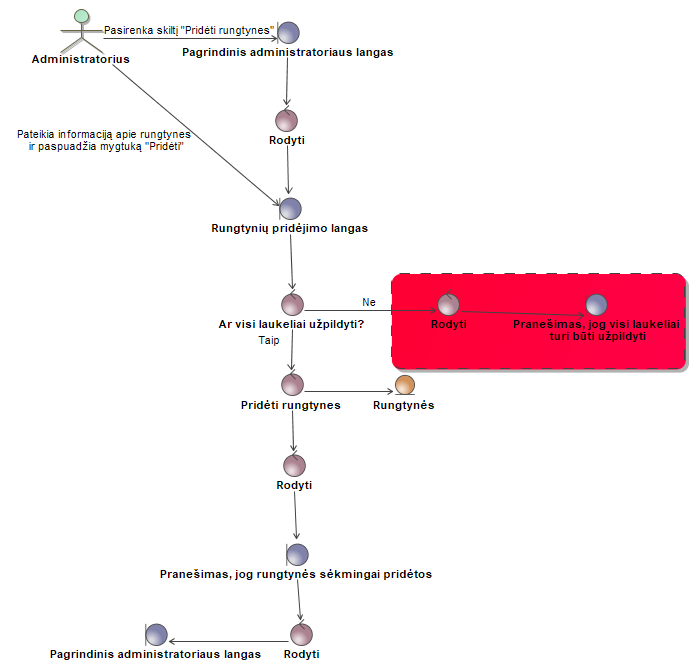 Pasirenka skiltį "Pridėti rungtynes"
Administratorius
Pagrindinis administratoriaus langas
Rodyti
Pateikia informaciją apie rungtynes
ir paspuadžia mygtuką "Pridėti"
Rungtynių pridėjimo langas
Ne
Ar visi laukeliai užpildyti?
Rodyti
Pranešimas, jog visi laukeliai
turi būti užpildyti
Taip
Pridėti rungtynes
Rungtynės
Rodyti
Pranešimas, jog rungtynės sėkmingai pridėtos
Pagrindinis administratoriaus langas
Rodyti